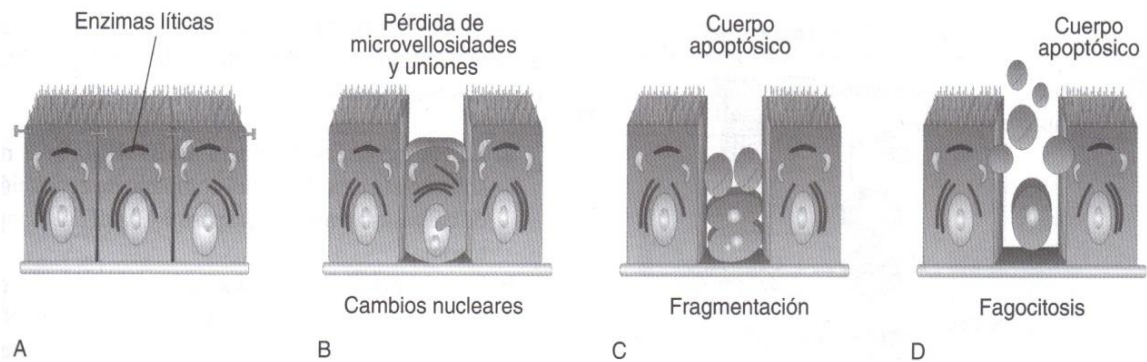 Enzimas líticas
Pérdida de
microvellosidades
y uniones
Cuerpo
apoptósico
Cuerpo
apoptósico
Cambios nucleares
Fragmentación
Fagocitosis
A
B
C
D